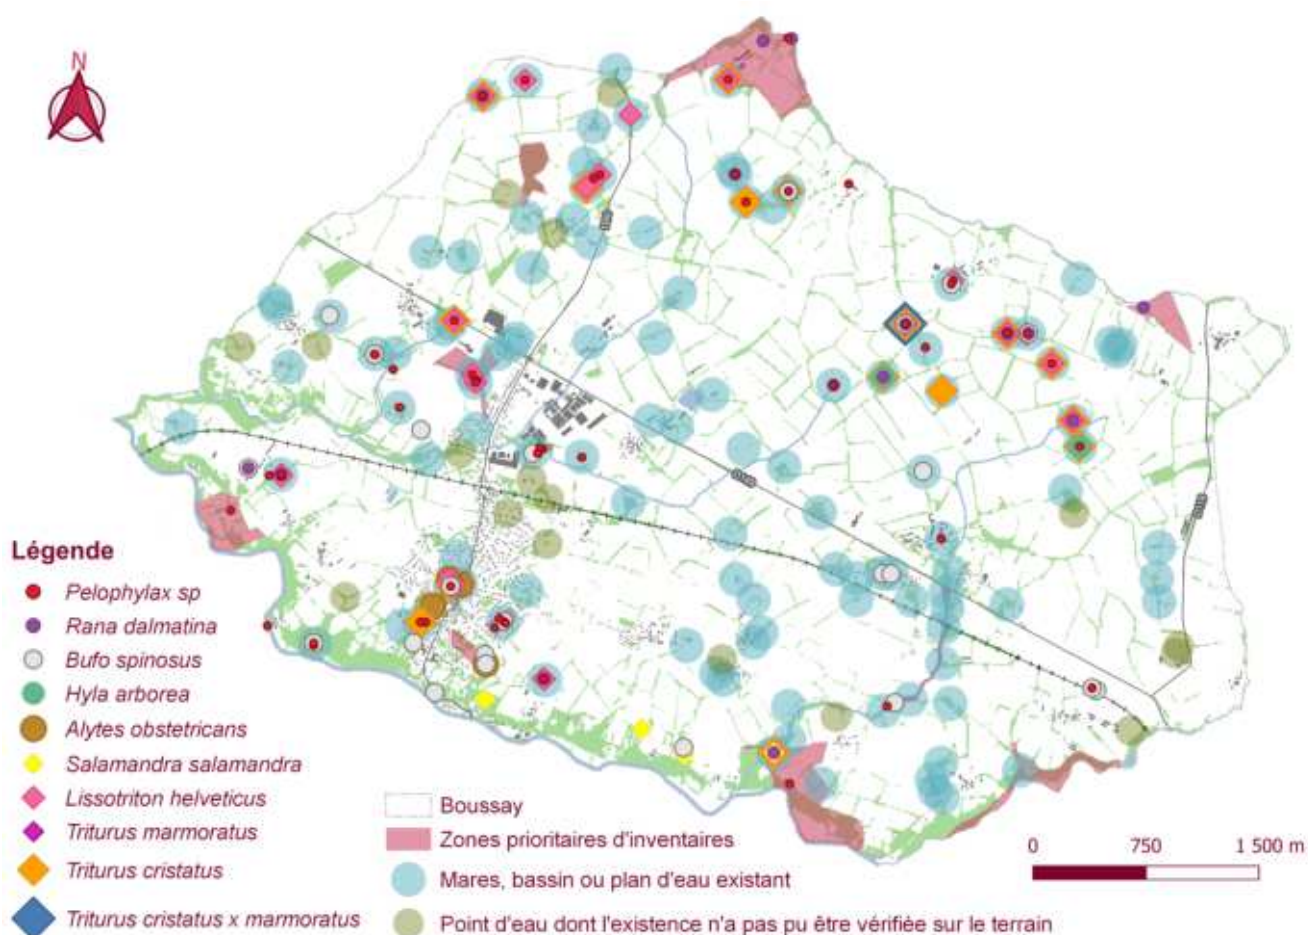 N
Légende
Pelophylax sp
Rana dalmatina
Bufo spinosus
Hyla arborea
Alytes obstetricans
Salamandra salamandra
Lissotriton helveticus
Triturus marmoratus
Triturus cristatus
Triturus cristatus x marmoratus
Boussay
Zones prioritaires d'inventaires
Mares, bassin ou plan d'eau existant
Point d'eau dont l'existence n'a pas pu être vérifiée sur le terrain
0 750 1 500 m